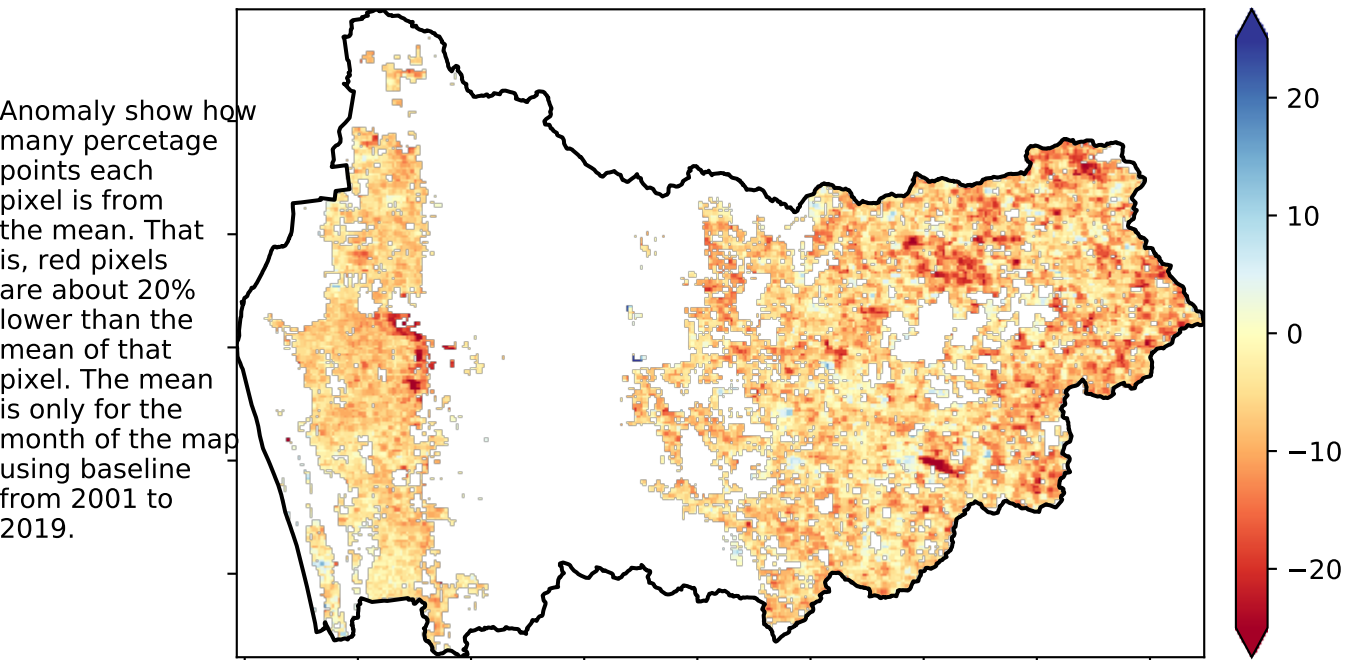 Anomaly show how
many percetage
points each
pixel is from
the mean. That
is, red pixels
are about 20%
lower than the
mean of that
pixel. The mean
is only for the
month of the map
using baseline
from 2001 to
2019.
20
10
0
−10
−20